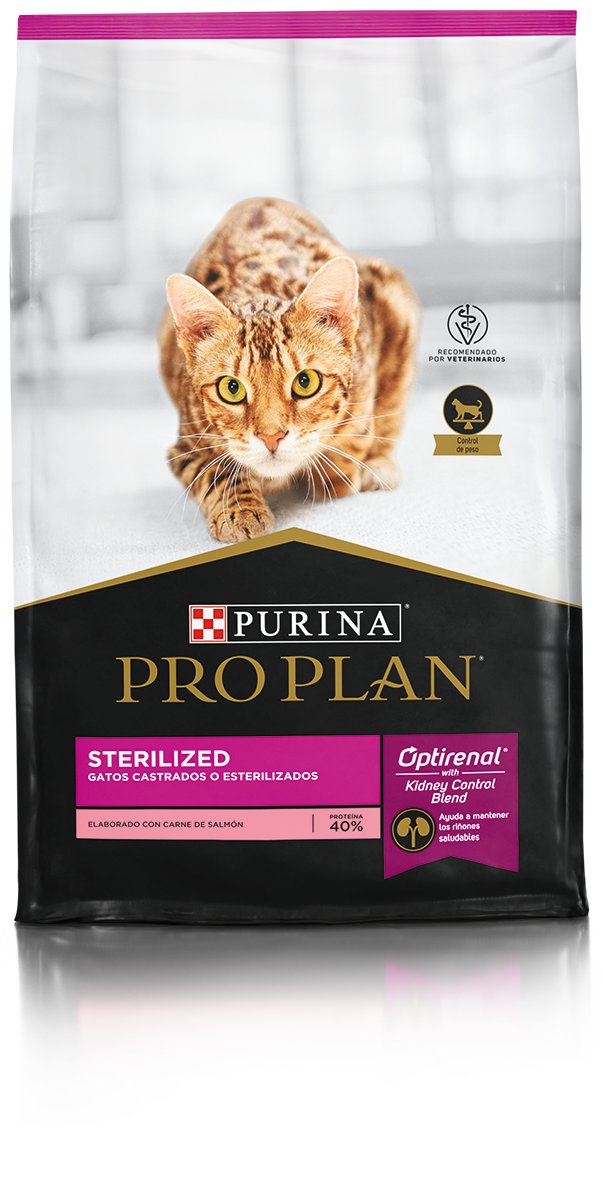 RECOMENDADO
POR VETERINARIOS
Control
de peso
PURINA®
PRO PLAN®
STERILIZED
GATOS CASTRADOS O ESTERILIZADOS
ELABORADO CON CARNE DE SALMÓN
PROTEÍNA
40%
Optirenal®
with
Kidney Control
Blend
Ayuda a mantener
los riñones
saludables